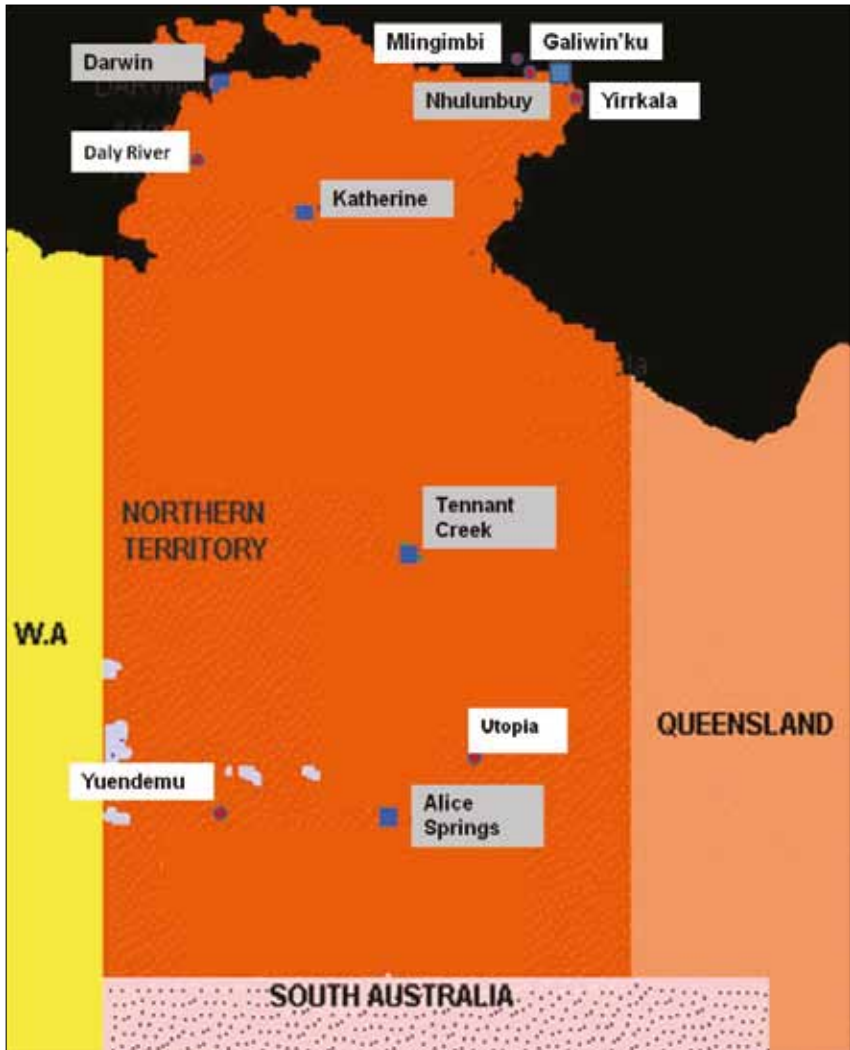 Mlingimbi
Galiwin'ku
Darwin
Nhulunbuy
Yirrkala
Daly River
Katherine
NORTHERN
TERRITORY
Tennant
Creek
W.A
Utopia
QUEENSLAND
Yuendemu
Alice
Springs
SOUTH AUSTRALIA